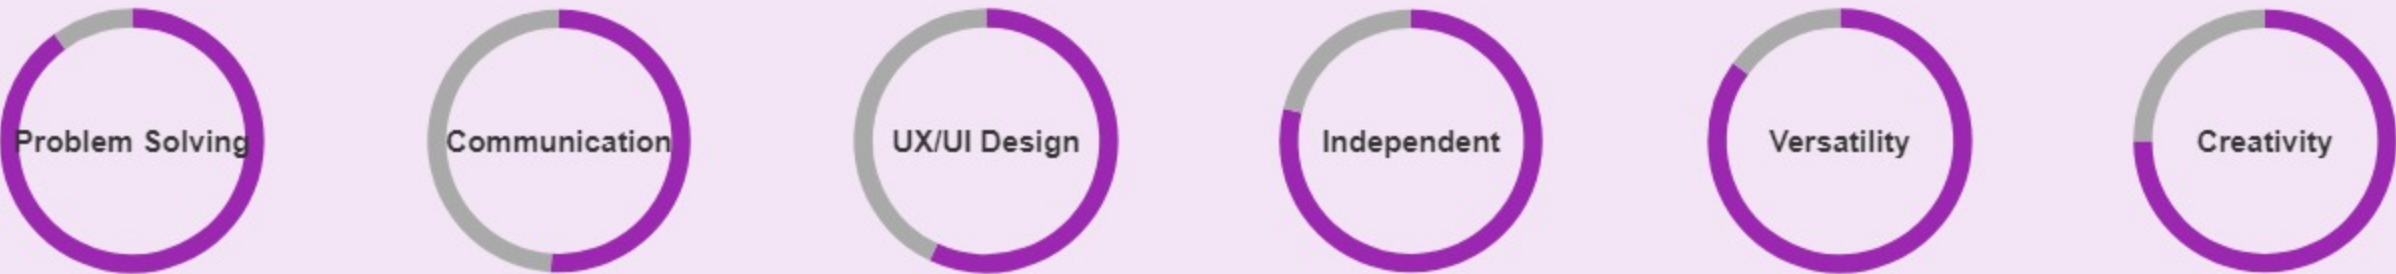 Problem Solving
Communication
UX/UI Design
Independent
Versatility
Creativity